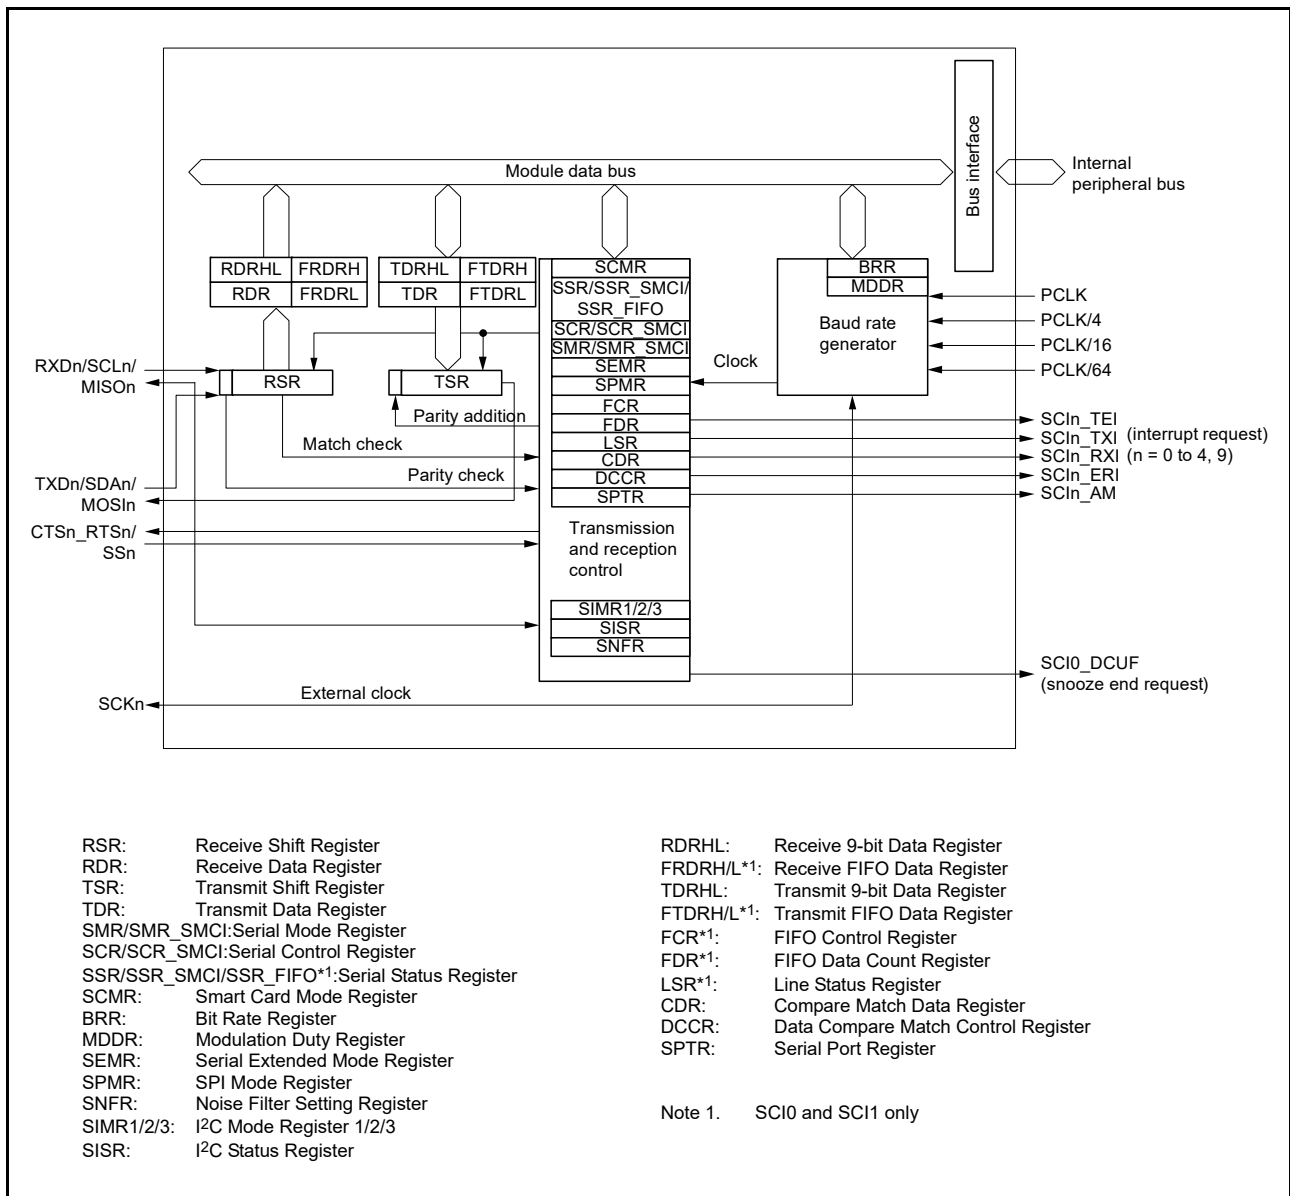 Bus interface
Module data bus
Internal
peripheral bus
RDRHL FRDRH
RDR FRDRL
TDRHL FTDRH
TDR FTDRL
SCMR
SSR/SSR_SMCI/
SSR_FIFO
SCR/SCR_SMCI
SMR/SMR_SMCI
SEMR
SPMR
FCR
FDR
LSR
CDR
DCCR
SPTR
Transmission
and reception
control
SIMR1/2/3
SISR
SNFR
BRR
MDDR
Baud rate
generator
Clock
PCLK
PCLK/4
PCLK/16
PCLK/64
RXDn/SCLn/
MISOn
RSR
TSR
Parity addition
Match check
Parity check
TXDn/SDAn/
MOSIn
CTSn_RTSn/
SSn
SCIn_TEI
SCIn_TXI
SCIn_RXI
SCIn_ERI
SCIn_AM
(interrupt request)
(n = 0 to 4, 9)
SCI0_DCUF
(snooze end request)
External clock
SCKn
RSR: Receive Shift Register
RDR: Receive Data Register
TSR: Transmit Shift Register
TDR: Transmit Data Register
SMR/SMR_SMCI:Serial Mode Register
SCR/SCR_SMCI:Serial Control Register
SSR/SSR_SMCI/SSR_FIFO*1:Serial Status Register
SCMR: Smart Card Mode Register
BRR: Bit Rate Register
MDDR: Modulation Duty Register
SEMR: Serial Extended Mode Register
SPMR: SPI Mode Register
SNFR: Noise Filter Setting Register
SIMR1/2/3: I2C Mode Register 1/2/3
SISR: I2C Status Register
RDRHL: Receive 9-bit Data Register
FRDRH/L*1: Receive FIFO Data Register
TDRHL: Transmit 9-bit Data Register
FTDRH/L*1: Transmit FIFO Data Register
FCR*1: FIFO Control Register
FDR*1: FIFO Data Count Register
LSR*1: Line Status Register
CDR: Compare Match Data Register
DCCR: Data Compare Match Control Register
SPTR: Serial Port Register
Note 1. SCI0 and SCI1 only